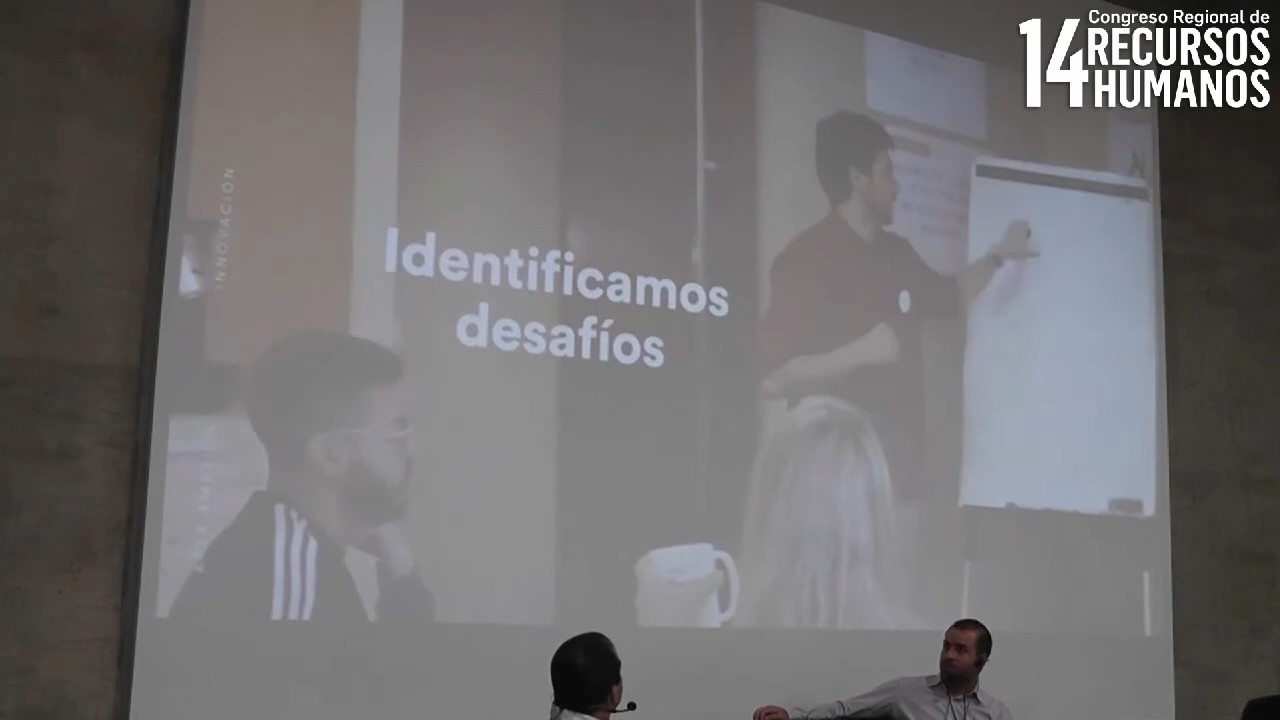 Congreso Regional de
14 RECURSOS
HUMANOS
INNOVACIÓN
Identificamos
desafíos